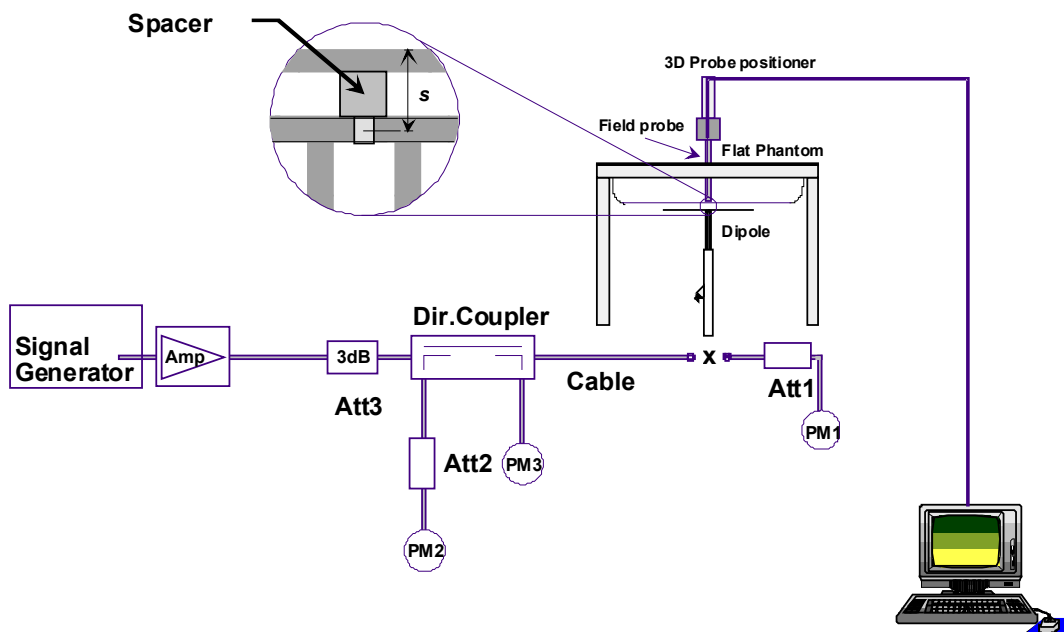 Spacer
s
3D Probe positioner
Field probe
Flat Phantom
Dipole
Signal
Generator
Amp
3dB
Att3
Dir.Coupler
Cable
x
Att1
PM1
Att2
PM3
PM2